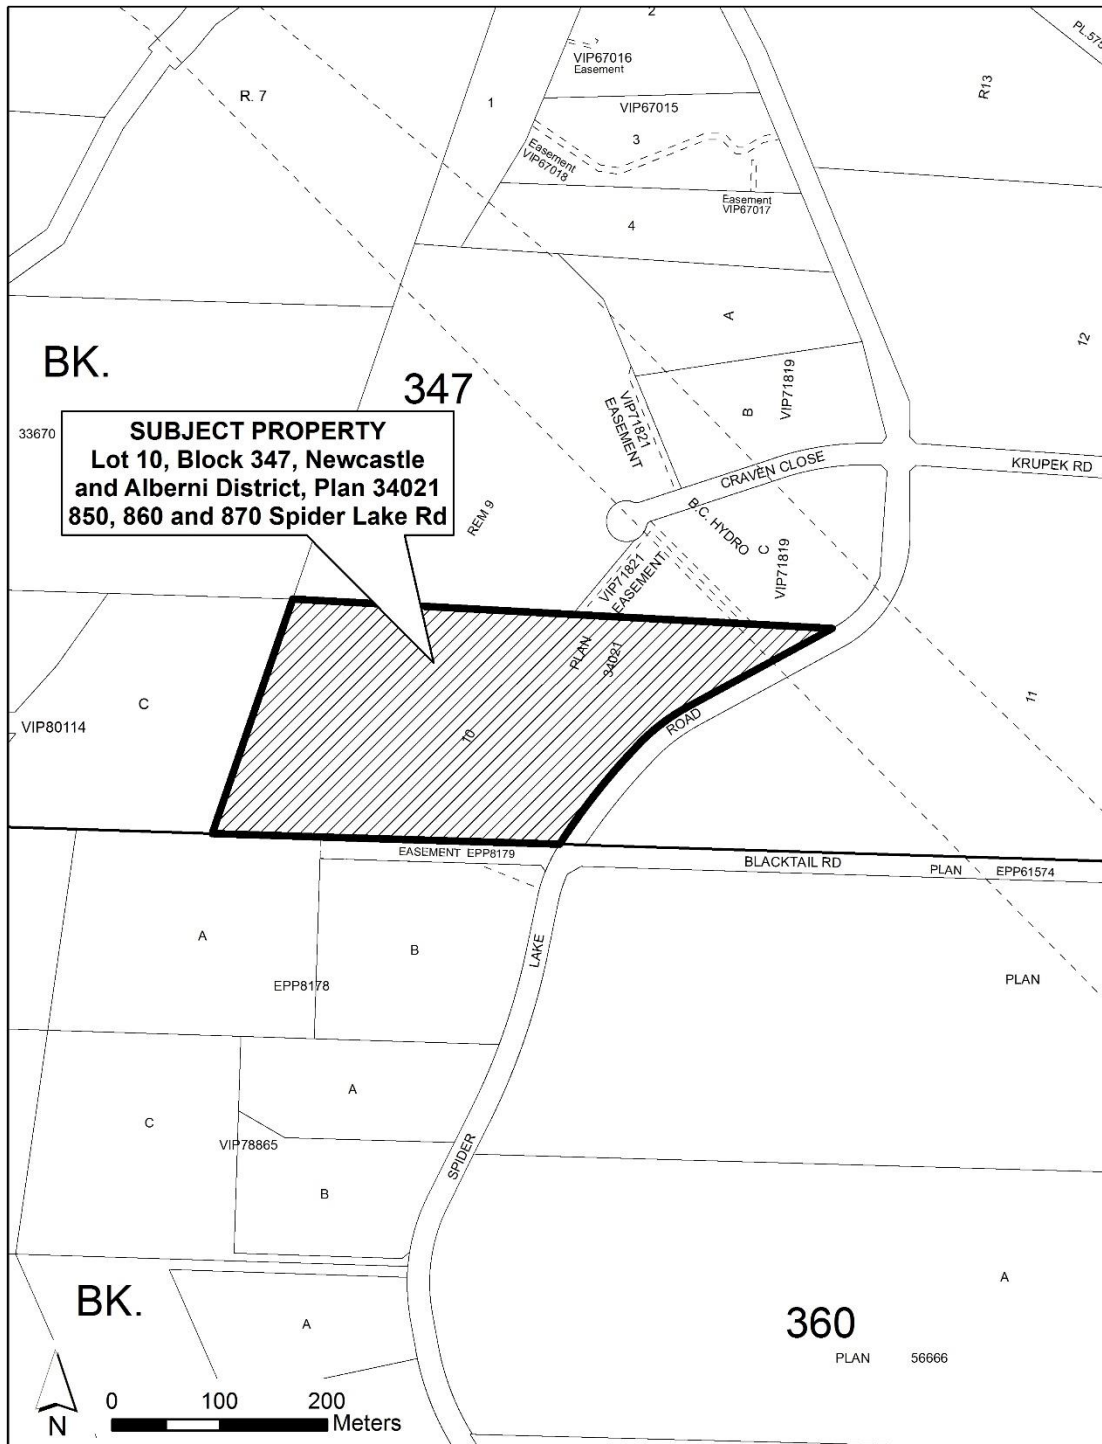 2
PL.575
VIP67016
Easement
R. 7
R13
1
VIP67015
3
Easement
VIP67018
Easement
VIP67017
4
A
12
BK.
347
B
VIP71819
VIP71821
EASEMENT
33670
SUBJECT PROPERTY
Lot 10, Block 347, Newcastle
and Alberni District, Plan 34021
850, 860 and 870 Spider Lake Rd
CRAVEN CLOSE
KRUPEK RD
REM 9
B.C. HYDRO
C
VIP71819
VIP71821
EASEMENT
PLAN
34021
11
C
VIP80114
ROAD
10
EASEMENT EPP8179
BLACKTAIL RD
PLAN EPP61574
A
B
LAKE
EPP8178
PLAN
A
C
VIP78865
SPIDER
B
A
BK.
A
360
PLAN 56666
0 100 200
Meters
N